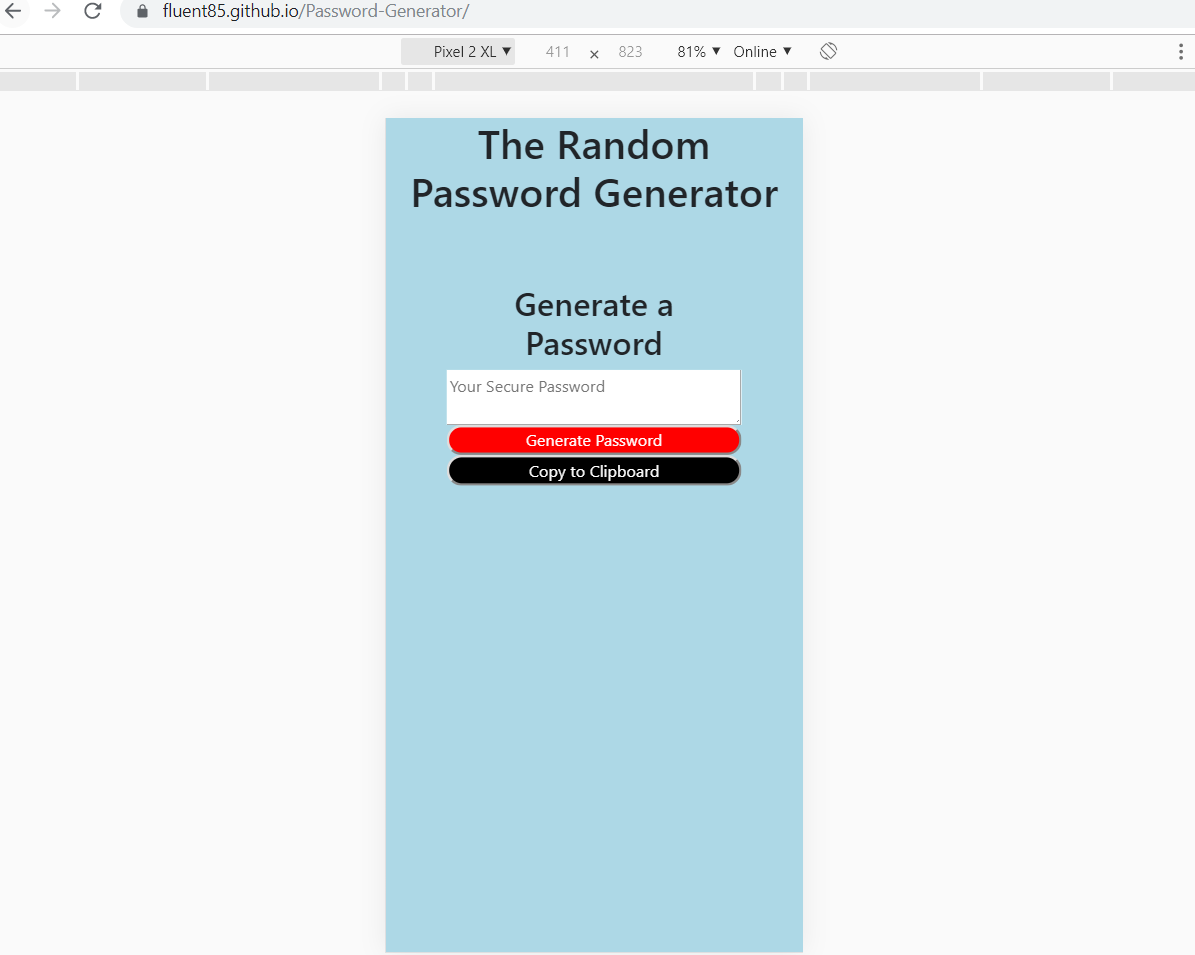 fluent85.github.io/Password-Generator/
Pixel 2 XL ▼ 411 × 823 81% ▼ Online ▼
The Random
Password Generator
Generate a
Password
Your Secure Password
Generate Password
Copy to Clipboard